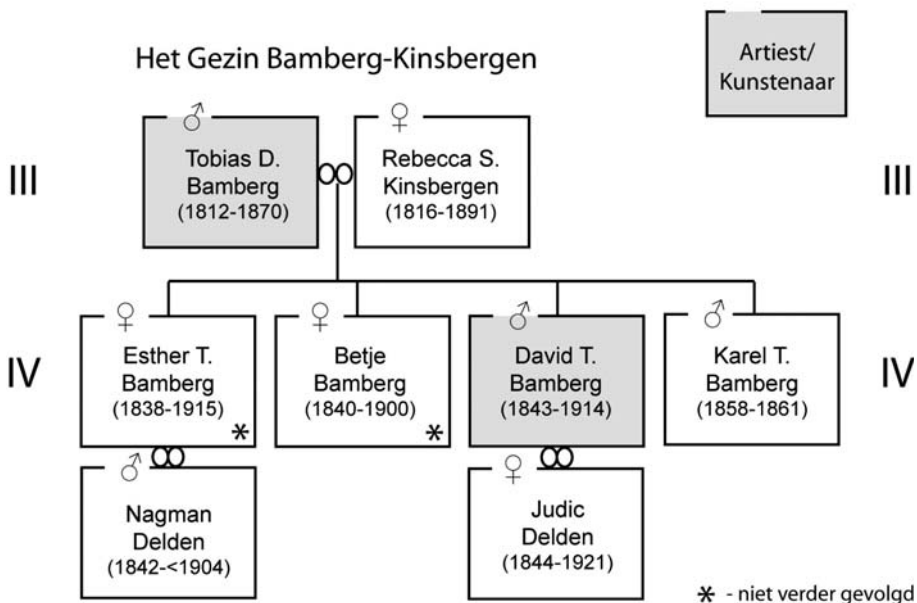 Het Gezin Bamberg-Kinsbergen
Artiest/
Kunstenaar
III
Tobias D.
Bamberg
(1812-1870)
Rebecca S.
Kinsbergen
(1816-1891)
III
IV
Esther T.
Bamberg
(1838-1915)
*
Betje
Bamberg
(1840-1900)
*
David T.
Bamberg
(1843-1914)
Karel T.
Bamberg
(1858-1861)
IV
Nagman
Delden
(1842-<1904)
Judic
Delden
(1844-1921)
* - niet verder gevolgd